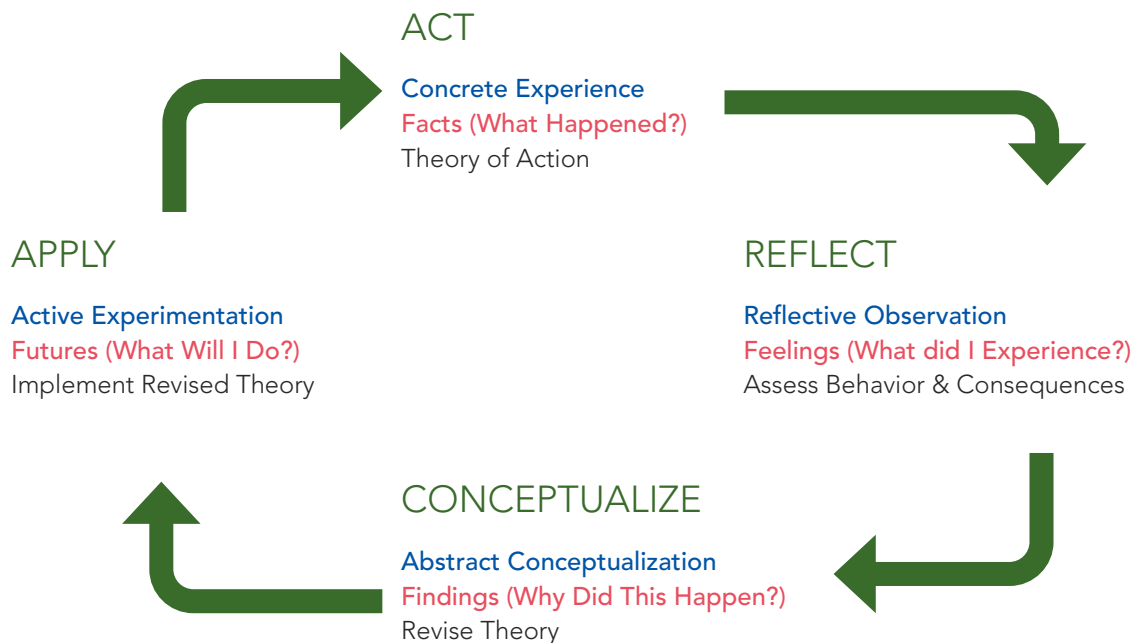 ACT
Concrete Experience
Facts (What Happened?)
Theory of Action
REFLECT
Reflective Observation
Feelings (What did I Experience?)
Assess Behavior & Consequences
CONCEPTUALIZE
Abstract Conceptualization
Findings (Why Did This Happen?)
Revise Theory
APPLY
Active Experimentation
Futures (What Will I Do?)
Implement Revised Theory